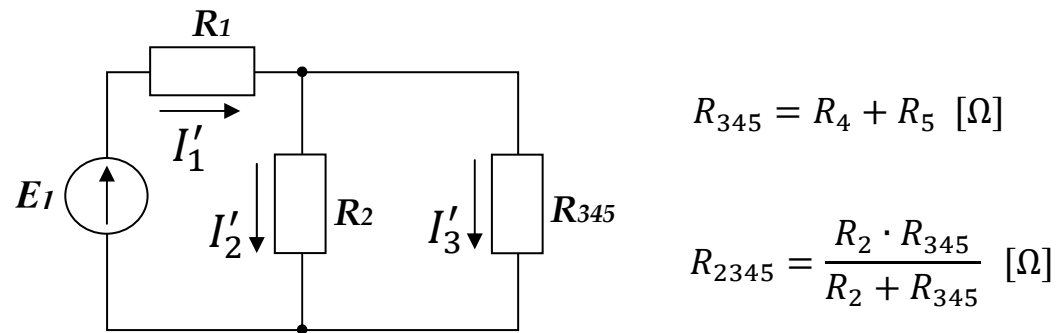 R1
I′₁
E1
R2
I′₂
R345
I′₃
R₃₄₅ = R₄ + R₅ [Ω]
R₂₃₄₅ = (R₂ · R₃₄₅) / (R₂ + R₃₄₅) [Ω]